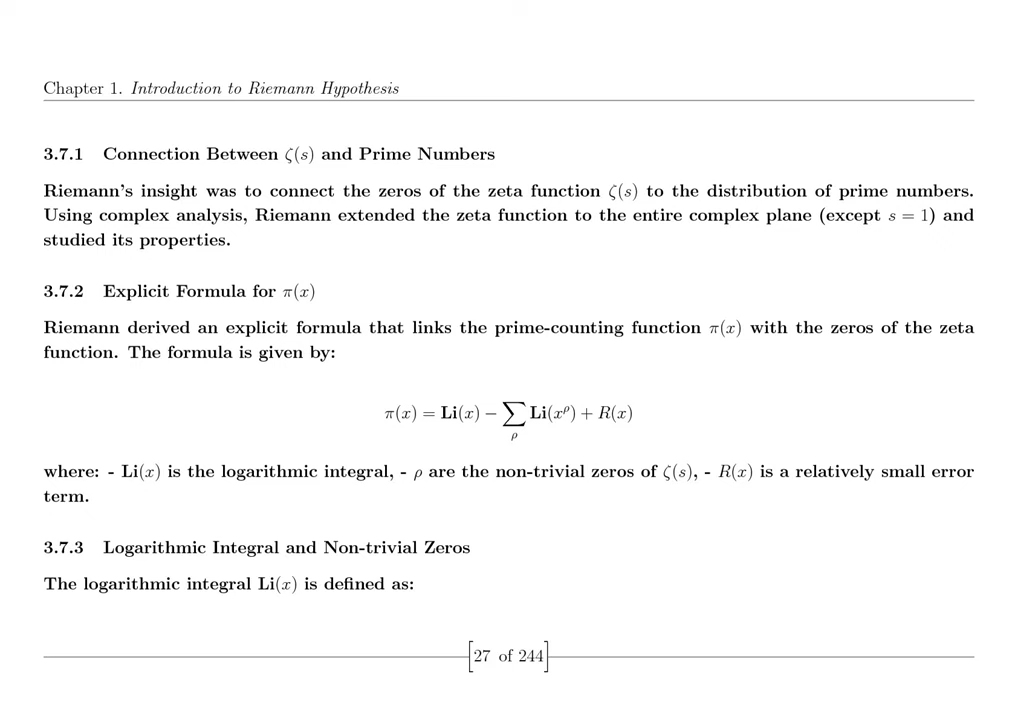 Chapter 1. Introduction to Riemann Hypothesis
3.7.1 Connection Between ζ(s) and Prime Numbers
Riemann's insight was to connect the zeros of the zeta function ζ(s) to the distribution of prime numbers.
Using complex analysis, Riemann extended the zeta function to the entire complex plane (except s = 1) and
studied its properties.
3.7.2 Explicit Formula for π(x)
Riemann derived an explicit formula that links the prime-counting function π(x) with the zeros of the zeta
function. The formula is given by:
π(x) = Li(x) − ∑ Li(x^ρ) + R(x)
ρ
where: - Li(x) is the logarithmic integral, - ρ are the non-trivial zeros of ζ(s), - R(x) is a relatively small error
term.
3.7.3 Logarithmic Integral and Non-trivial Zeros
The logarithmic integral Li(x) is defined as:
[27 of 244]